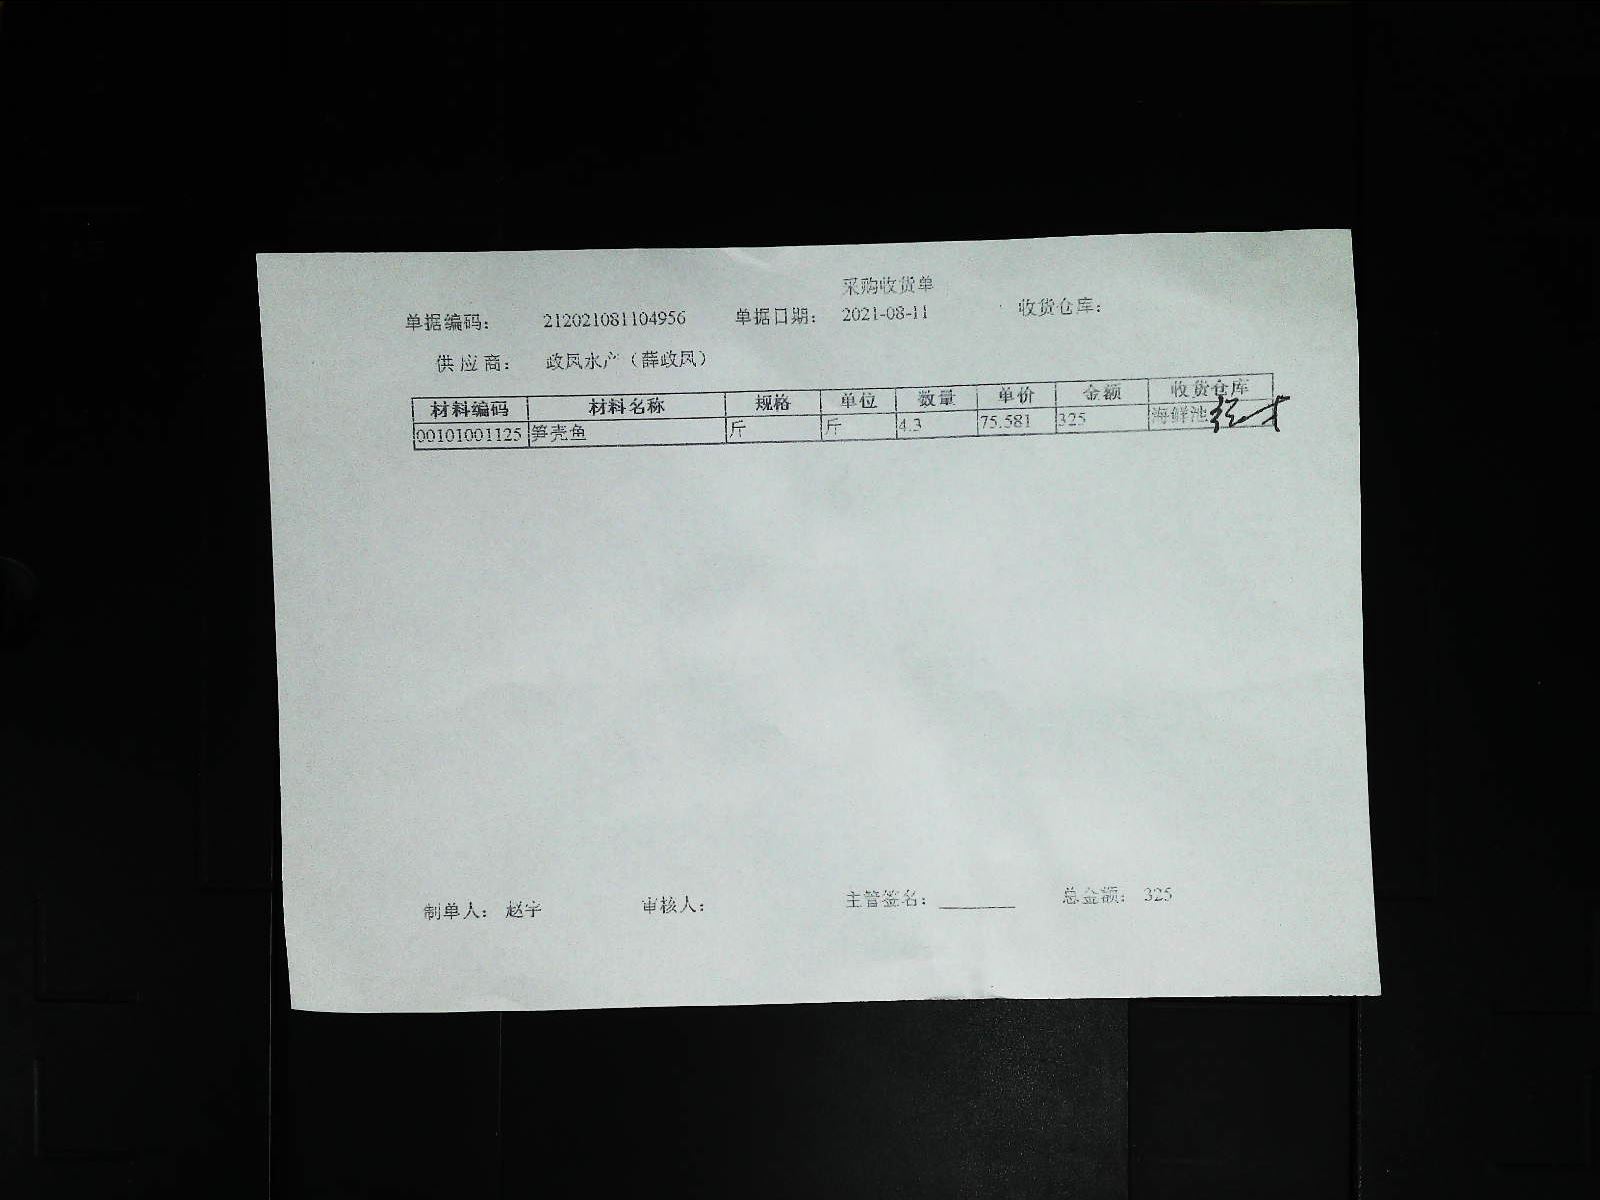 采购收货单
单据编码: 212021081104956 单据日期: 2021-08-11 收货仓库:
供应商: 政凤水产（薛政凤）
材料编码 材料名称 规格 单位 数量 单价 金额 收货仓库
00101001125 笋壳鱼 斤 斤 4.3 75.581 325 海鲜池
制单人: 赵宇 审核人: 主管签名: 总金额: 325